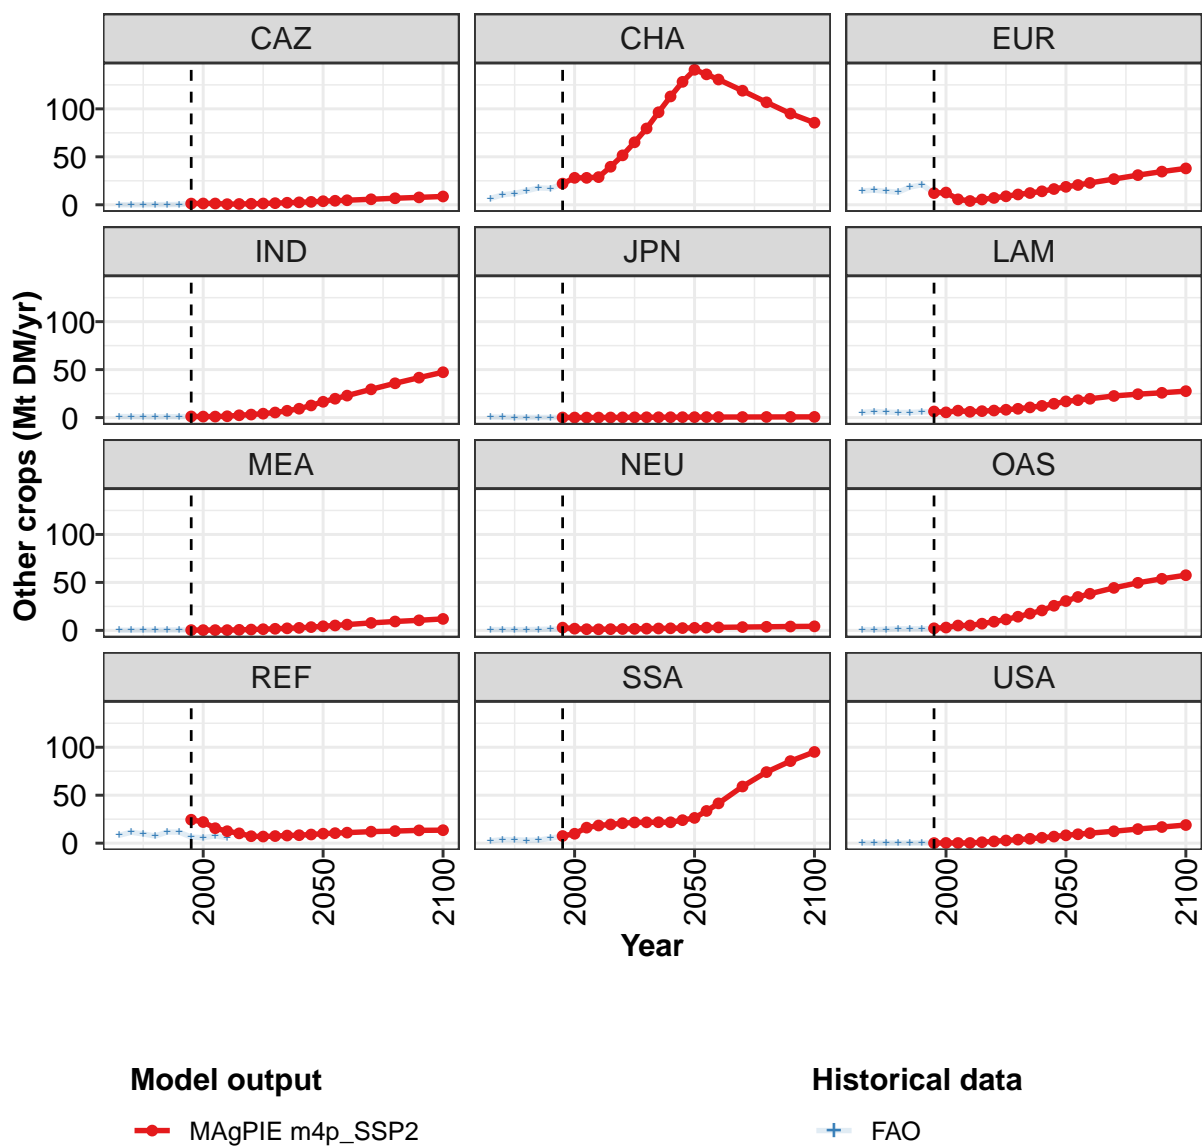 CAZ CHA EUR
100
50
0
IND JPN LAM
100
50
0
MEA NEU OAS
100
50
0
REF SSA USA
100
50
0
Other crops (Mt DM/yr)
2000 2050 2100 2000 2050 2100 2000 2050 2100
Year
Model output Historical data
MAgPIE m4p_SSP2 FAO